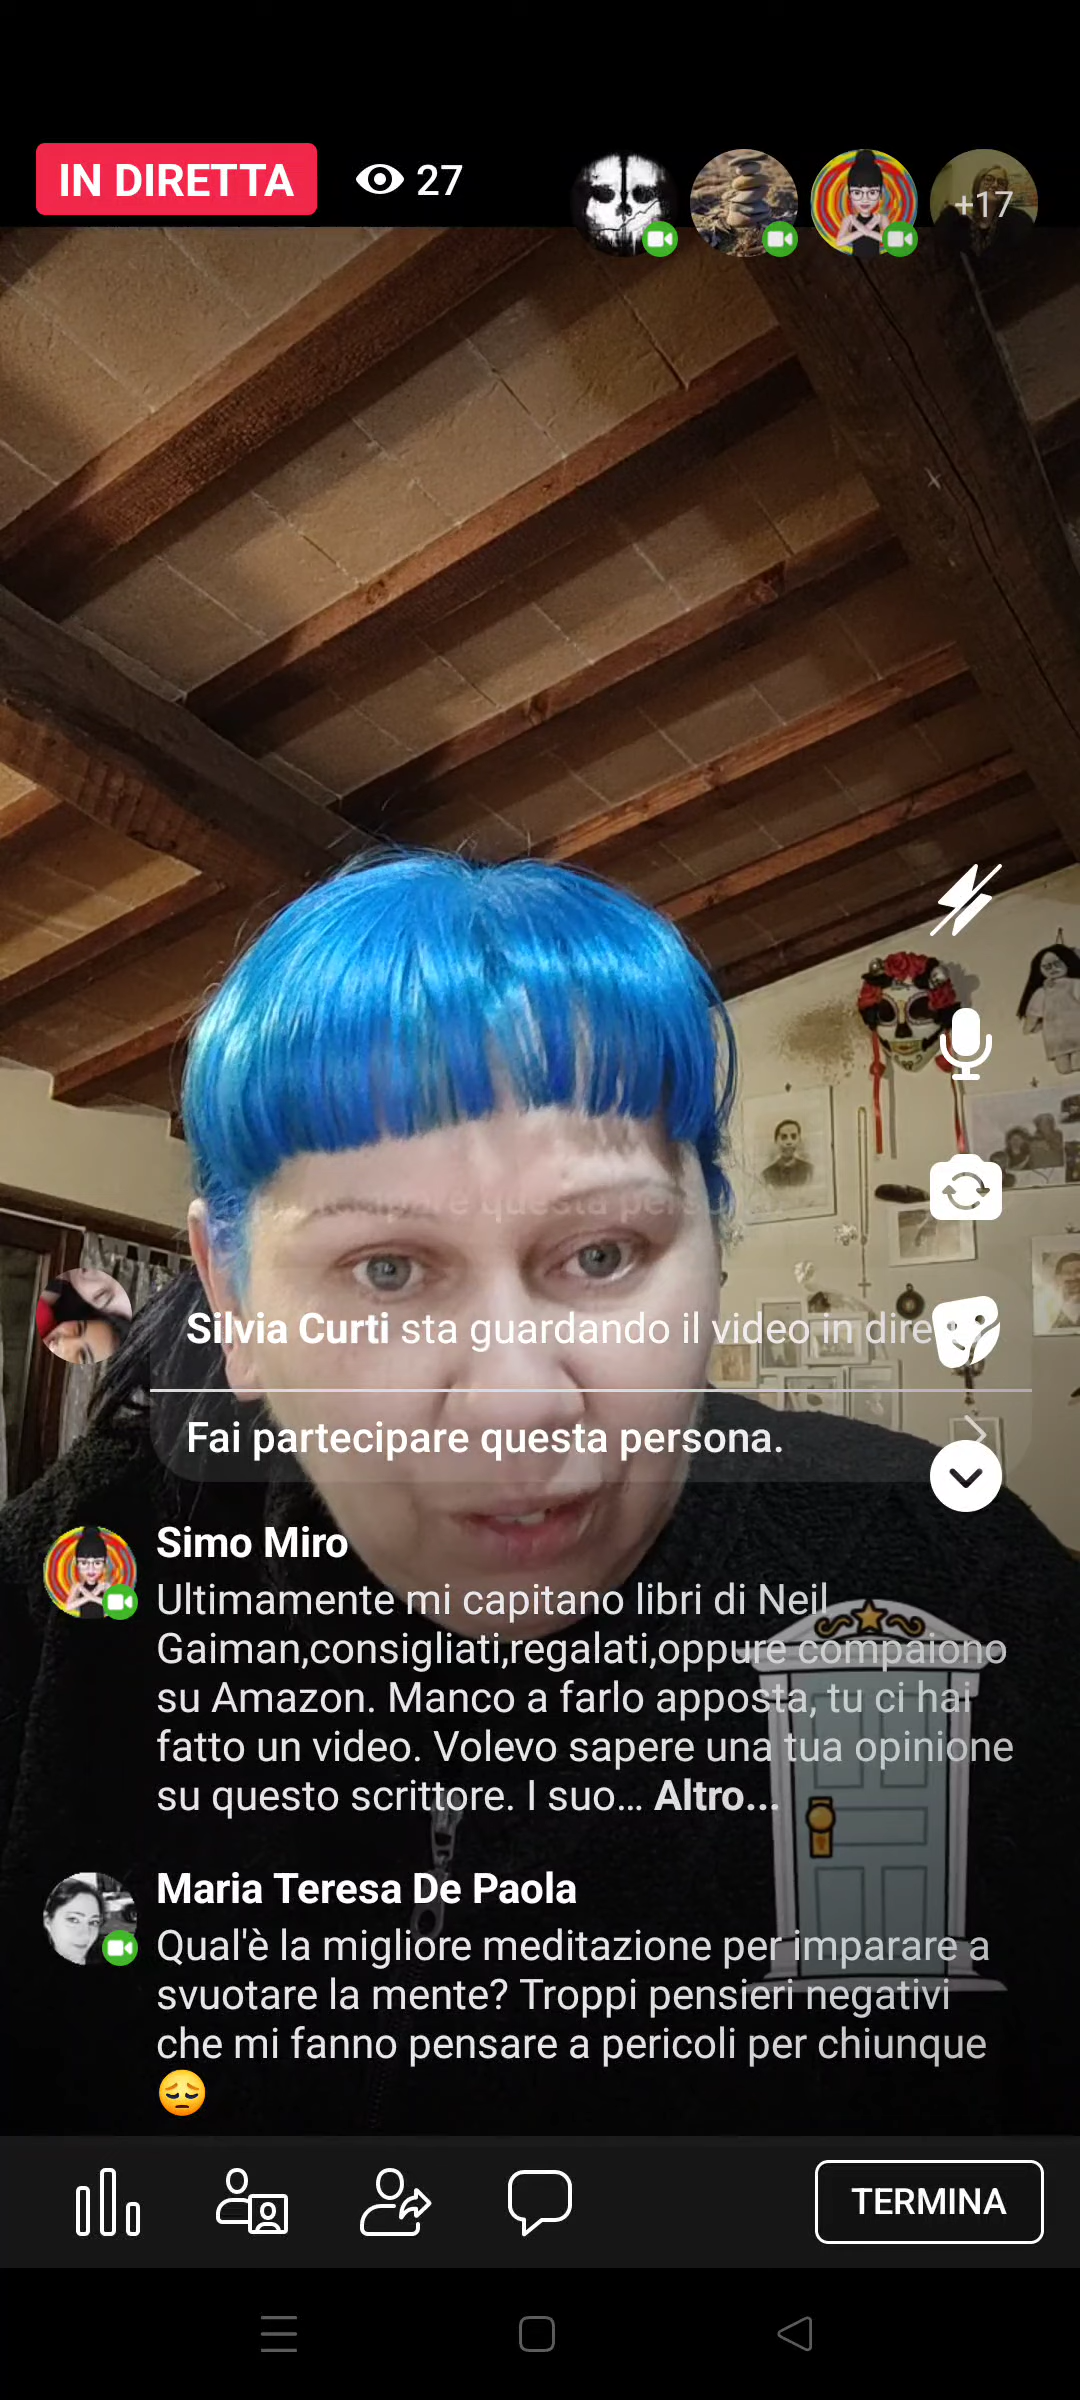 IN DIRETTA
27
+17
Silvia Curti sta guardando il video in dire
Fai partecipare questa persona.
Simo Miro
Ultimamente mi capitano libri di Neil
Gaiman,consigliati,regalati,oppure compaiono
su Amazon. Manco a farlo apposta, tu ci hai
fatto un video. Volevo sapere una tua opinione
su questo scrittore. I suo... Altro...
Maria Teresa De Paola
Qual'è la migliore meditazione per imparare a
svuotare la mente? Troppi pensieri negativi
che mi fanno pensare a pericoli per chiunque
😔
TERMINA